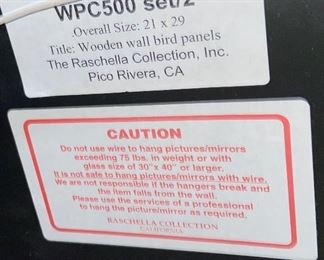 WPC500 set/2
Overall Size: 21 x 29
Title: Wooden wall bird panels
The Raschella Collection, Inc.
Pico Rivera, CA
CAUTION
Do not use wire to hang pictures/mirrors
exceeding 75 lbs. in weight or with
glass size of 30" x 40" or larger.
It is not safe to hang pictures/mirrors with wire.
We are not responsible if the hangers break and
the item falls from the wall.
Please use the services of a professional
to hang the picture/mirror as required.
RASCHELLA COLLECTION
CALIFORNIA